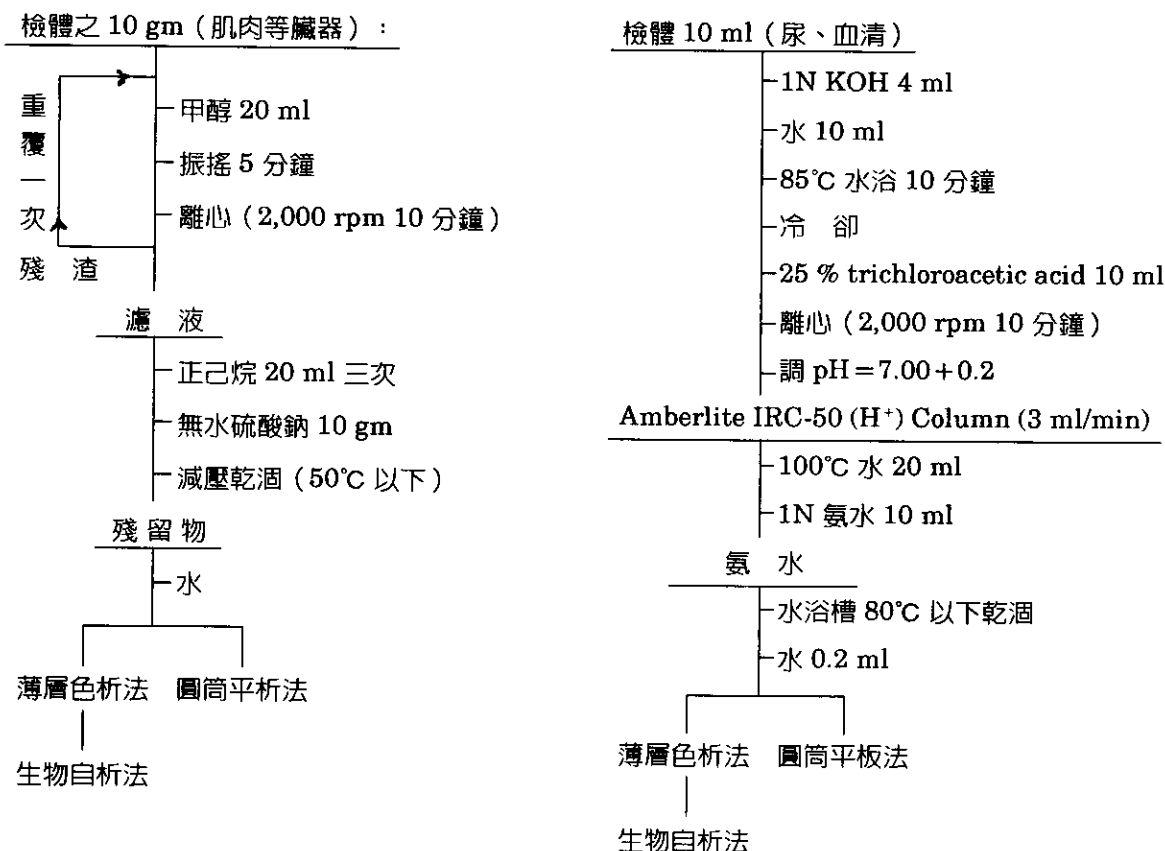 檢體之 10 gm（肌肉等臟器）：
重覆一次
甲醇 20 ml
振搖 5 分鐘
離心（2,000 rpm 10 分鐘）
殘 渣
濾 液
正己烷 20 ml 三次
無水硫酸鈉 10 gm
減壓乾涸（50℃ 以下）
殘留物
水
薄層色析法 圓筒平析法
生物自析法
檢體 10 ml（尿、血清）
1N KOH 4 ml
水 10 ml
85℃ 水浴 10 分鐘
冷 卻
25 % trichloroacetic acid 10 ml
離心（2,000 rpm 10 分鐘）
調 pH＝7.00+0.2
Amberlite IRC-50 (H⁺) Column (3 ml/min)
100℃ 水 20 ml
1N 氨水 10 ml
氨 水
水浴槽 80℃ 以下乾涸
水 0.2 ml
薄層色析法 圓筒平板法
生物自析法